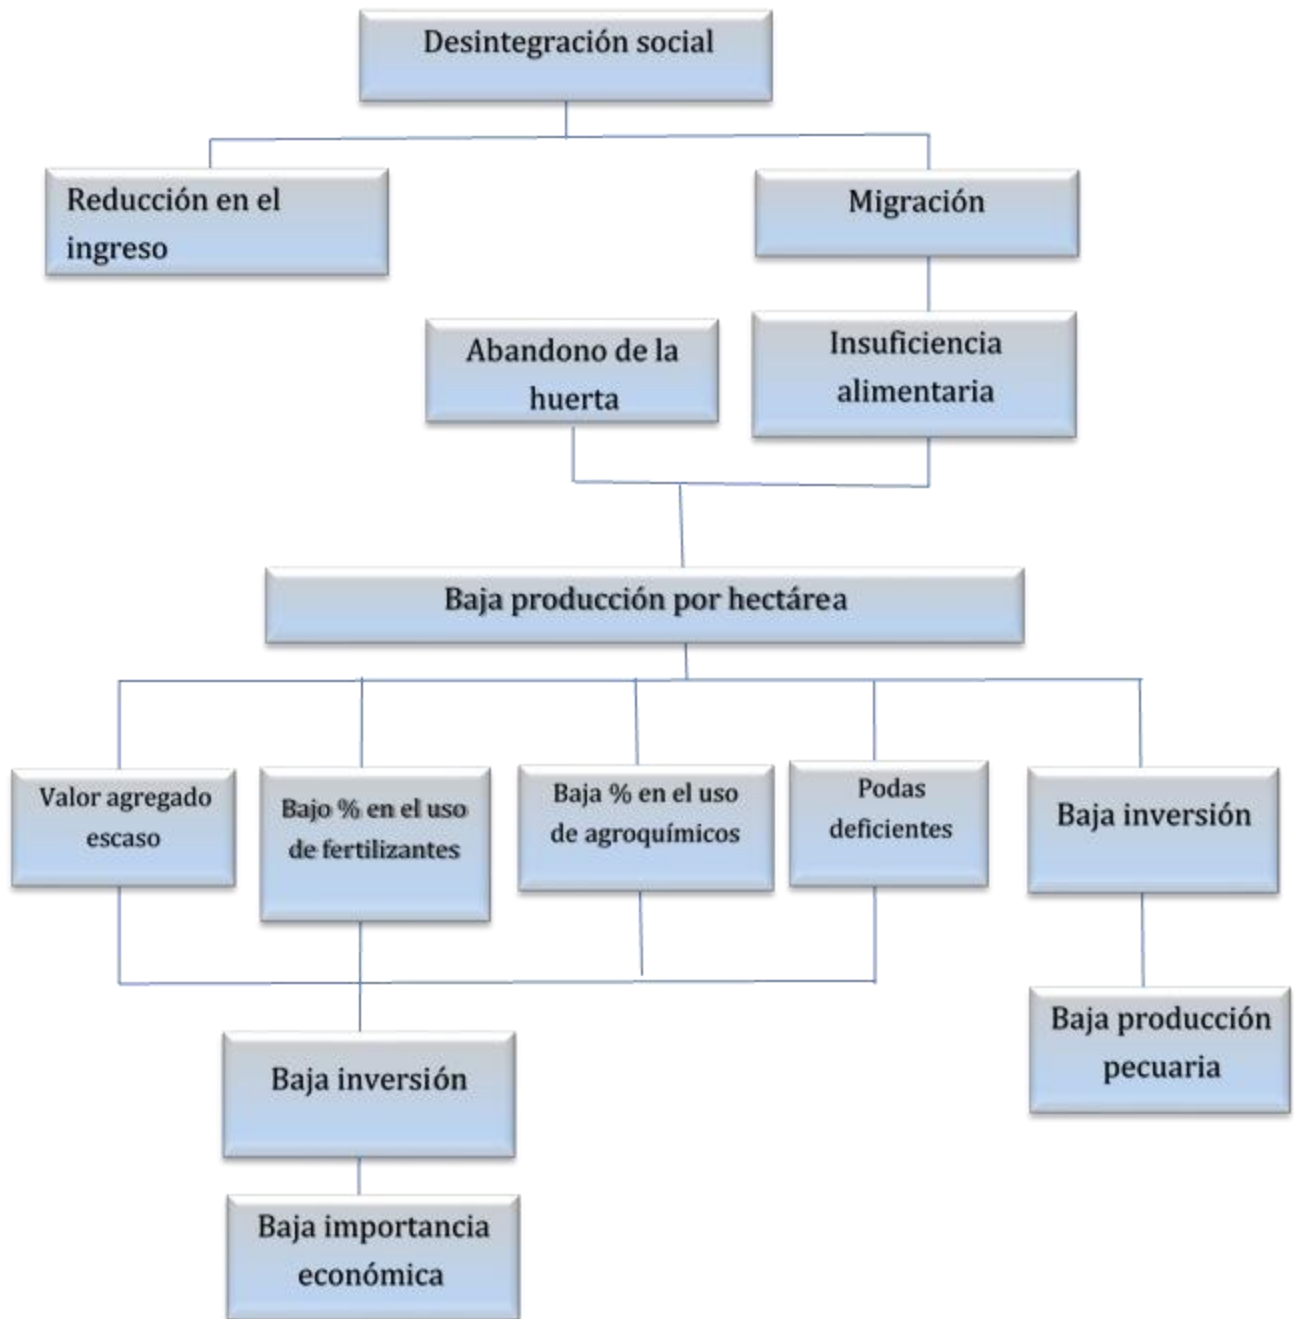 Desintegración social
Reducción en el
ingreso
Migración
Abandono de la
huerta
Insuficiencia
alimentaria
Baja producción por hectárea
Valor agregado
escaso
Bajo % en el uso
de fertilizantes
Baja % en el uso
de agroquímicos
Podas
deficientes
Baja inversión
Baja inversión
Baja producción
pecuaria
Baja importancia
económica